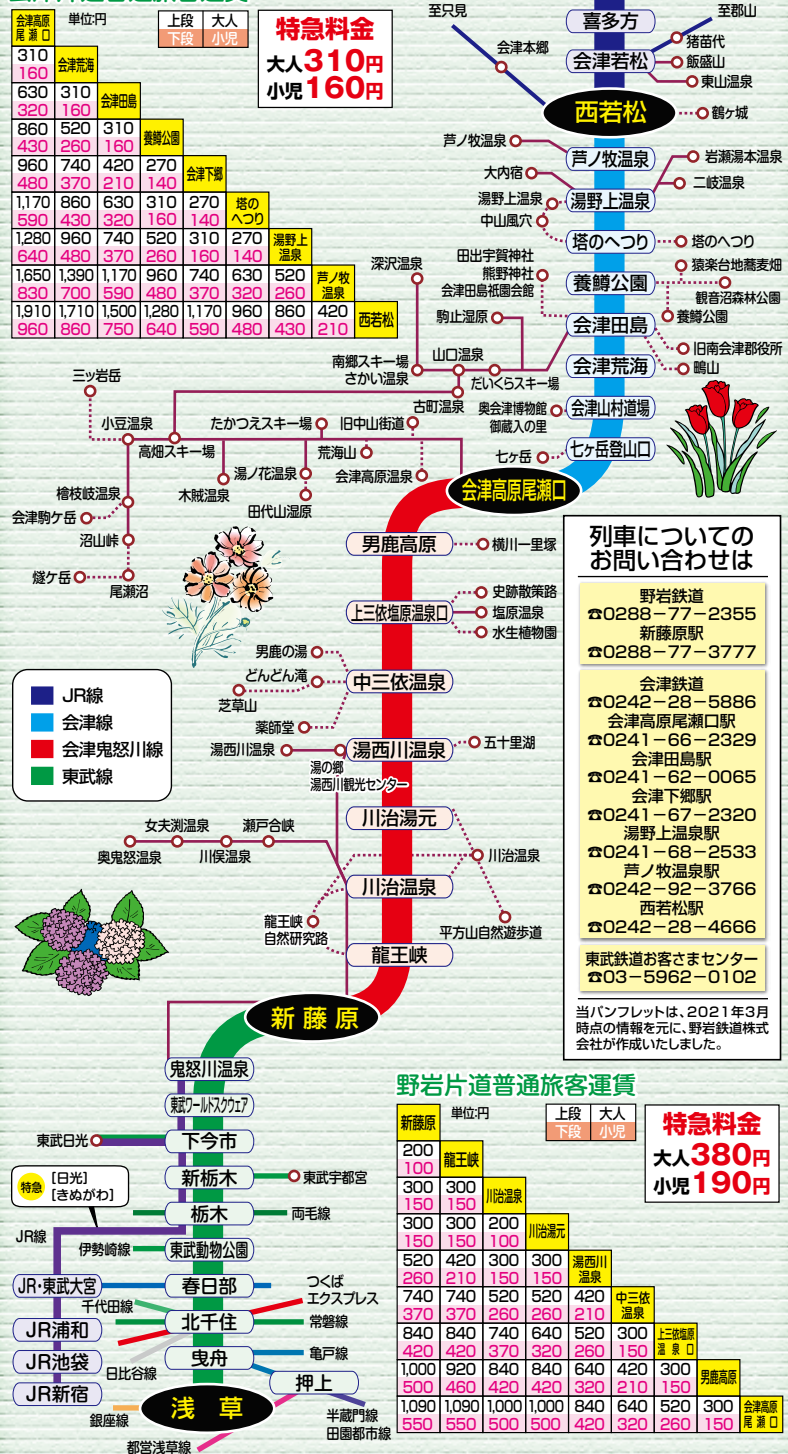 会津高原
尾瀬口
単位:円
上段 大人
下段 小児
特急料金
大人310円
小児160円
310
160
会津荒海
630 310
320 160
会津田島
860 520 310
430 260 160
養鱒公園
960 740 420 270
480 370 210 140
会津下郷
1,170 860 630 310 270
590 430 320 160 140
塔の
へつり
1,280 960 740 520 310 270
640 480 370 260 160 140
湯野上
温泉
1,650 1,390 1,170 960 740 630 520
830 700 590 480 370 320 260
芦ノ牧
温泉
1,910 1,710 1,500 1,280 1,170 960 860 420
960 860 750 640 590 480 430 210
西若松
至只見
喜多方
至郡山
会津本郷
会津若松
猪苗代
飯盛山
東山温泉
西若松
鶴ヶ城
芦ノ牧温泉
芦ノ牧温泉
岩瀬湯本温泉
大内宿
二岐温泉
湯野上温泉
湯野上温泉
中山風穴
塔のへつり
塔のへつり
田出宇賀神社
熊野神社
会津田島祇園会館
猿楽台地蕎麦畑
養鱒公園
観音沼森林公園
養鱒公園
深沢温泉
駒止湿原
会津田島
旧南会津郡役所
鴫山
南郷スキー場
さかい温泉
山口温泉
だいくらスキー場
会津荒海
古町温泉
奥会津博物館
御蔵入の里
会津山村道場
七ヶ岳
七ヶ岳登山口
三ッ岩岳
小豆温泉
高畑スキー場
たかつえスキー場
旧中山街道
荒海山
会津高原温泉
湯ノ花温泉
木賊温泉
田代山湿原
檜枝岐温泉
会津駒ケ岳
沼山峠
燧ケ岳
尾瀬沼
会津高原尾瀬口
男鹿高原
横川一里塚
上三依塩原温泉口
史跡散策路
塩原温泉
水生植物園
男鹿の湯
どんどん滝
芝草山
薬師堂
中三依温泉
湯西川温泉
湯西川温泉
五十里湖
湯の郷
湯西川観光センター
川治湯元
女夫渕温泉
瀬戸合峡
奥鬼怒温泉
川俣温泉
川治温泉
川治温泉
龍王峡
自然研究路
平方山自然遊歩道
龍王峡
JR線
会津線
会津鬼怒川線
東武線
列車についての
お問い合わせは
野岩鉄道
☎0288−77−2355
新藤原駅
☎0288−77−3777
会津鉄道
☎0242−28−5886
会津高原尾瀬口駅
☎0241−66−2329
会津田島駅
☎0241−62−0065
会津下郷駅
☎0241−67−2320
湯野上温泉駅
☎0241−68−2533
芦ノ牧温泉駅
☎0242−92−3766
西若松駅
☎0242−28−4666
東武鉄道お客さまセンター
☎03−5962−0102
当パンフレットは、2021年3月
時点の情報を元に、野岩鉄道株式
会社が作成いたしました。
新藤原
鬼怒川温泉
東武ワールドスクウェア
東武日光
下今市
特急
[日光]
[きぬがわ]
新栃木
東武宇都宮
栃木
両毛線
JR線
伊勢崎線
東武動物公園
JR・東武大宮
春日部
つくば
エクスプレス
千代田線
JR浦和
北千住
常磐線
JR池袋
日比谷線
曳舟
亀戸線
JR新宿
押上
浅草
銀座線
半蔵門線
田園都市線
都営浅草線
野岩片道普通旅客運賃
新藤原
単位:円
上段 大人
下段 小児
特急料金
大人380円
小児190円
200
100
龍王峡
300 300
150 150
川治温泉
300 300 200
150 150 100
川治湯元
520 420 300 300
260 210 150 150
湯西川
温泉
740 740 520 520 420
370 370 260 260 210
中三依
温泉
840 840 740 640 520 300
420 420 370 320 260 150
上三依塩原
温泉口
1,000 920 840 840 640 420 300
500 460 420 420 320 210 150
男鹿高原
1,090 1,090 1,000 1,000 840 640 520 300
550 550 500 500 420 320 260 150
会津高原
尾瀬口